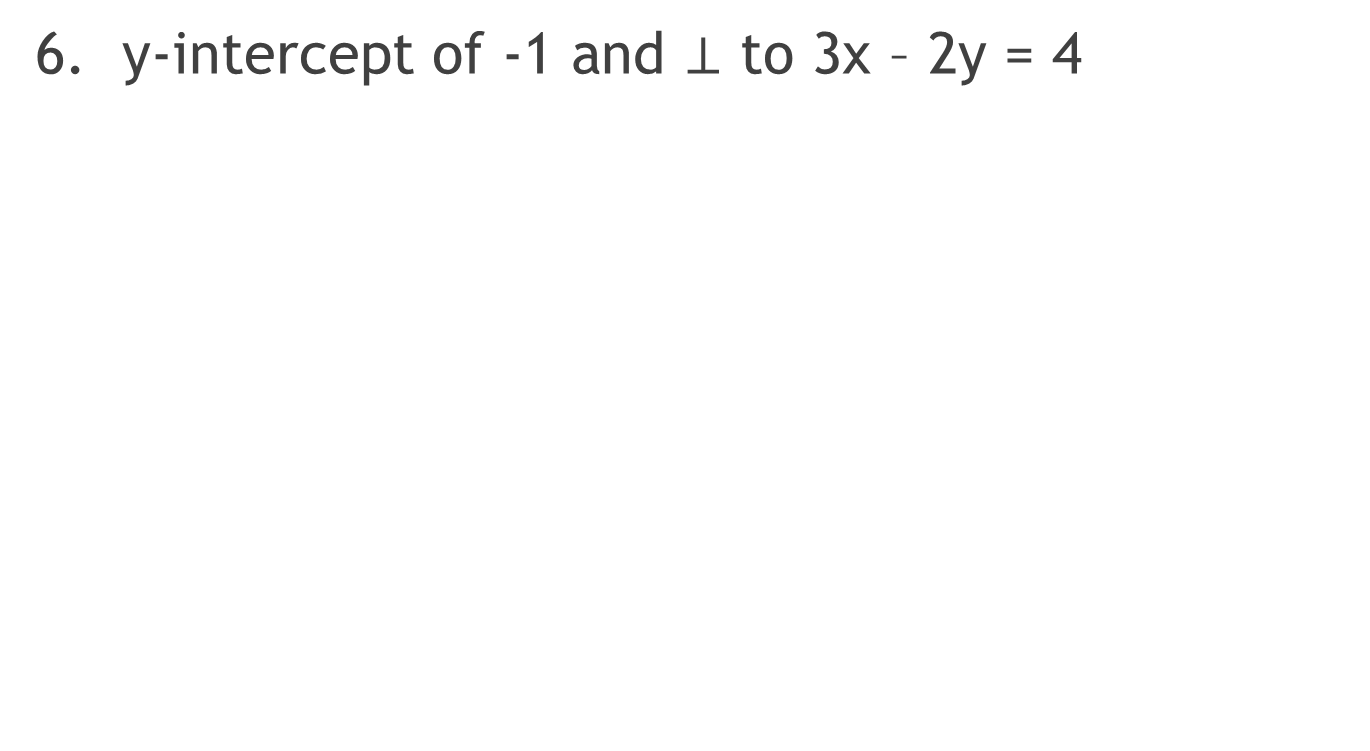 6. y-intercept of -1 and ⊥ to 3x – 2y = 4